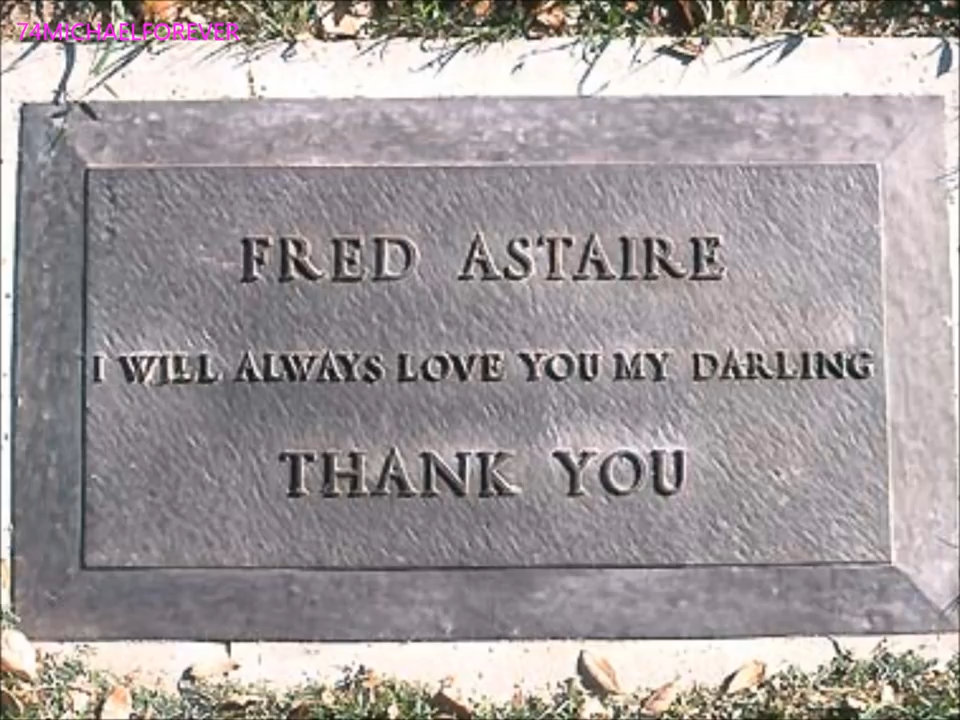 74MICHAELFOREVER
FRED ASTAIRE
I WILL ALWAYS LOVE YOU MY DARLING
THANK YOU